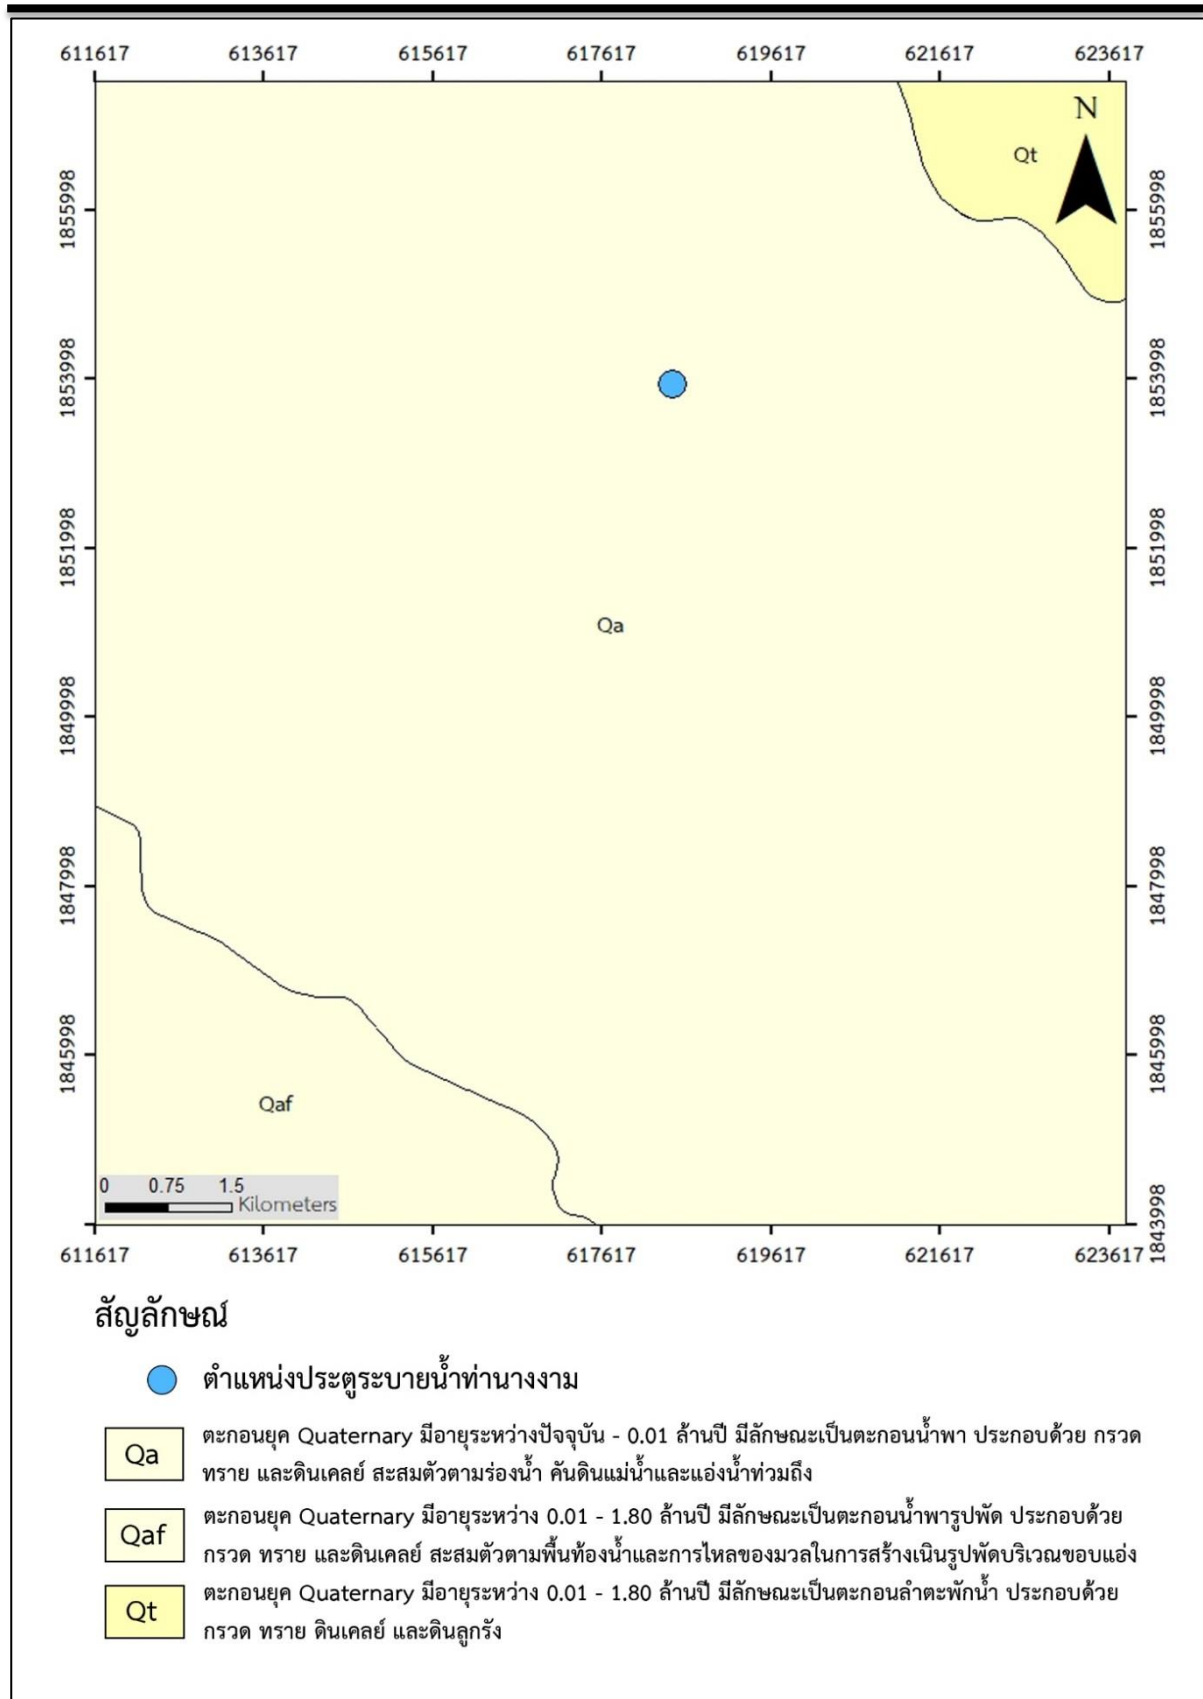 611617 613617 615617 617617 619617 621617 623617
N
Qt
1855998 1855998
1853998 1853998
1851998 1851998
Qa
1849998 1849998
1847998 1847998
1845998 1845998
Qaf
0 0.75 1.5
Kilometers
1843998
611617 613617 615617 617617 619617 621617 623617
สัญลักษณ์
ตำแหน่งประตูระบายน้ำท่านางงาม
Qa
ตะกอนยุค Quaternary มีอายุระหว่างปัจจุบัน - 0.01 ล้านปี มีลักษณะเป็นตะกอนน้ำพา ประกอบด้วย กรวด
ทราย และดินเคลย์ สะสมตัวตามร่องน้ำ คันดินแม่น้ำและแอ่งน้ำท่วมถึง
Qaf
ตะกอนยุค Quaternary มีอายุระหว่าง 0.01 - 1.80 ล้านปี มีลักษณะเป็นตะกอนน้ำพารูปพัด ประกอบด้วย
กรวด ทราย และดินเคลย์ สะสมตัวตามพื้นท้องน้ำและการไหลของมวลในการสร้างเนินรูปพัดบริเวณขอบแอ่ง
Qt
ตะกอนยุค Quaternary มีอายุระหว่าง 0.01 - 1.80 ล้านปี มีลักษณะเป็นตะกอนลำตะพักน้ำ ประกอบด้วย
กรวด ทราย ดินเคลย์ และดินลูกรัง